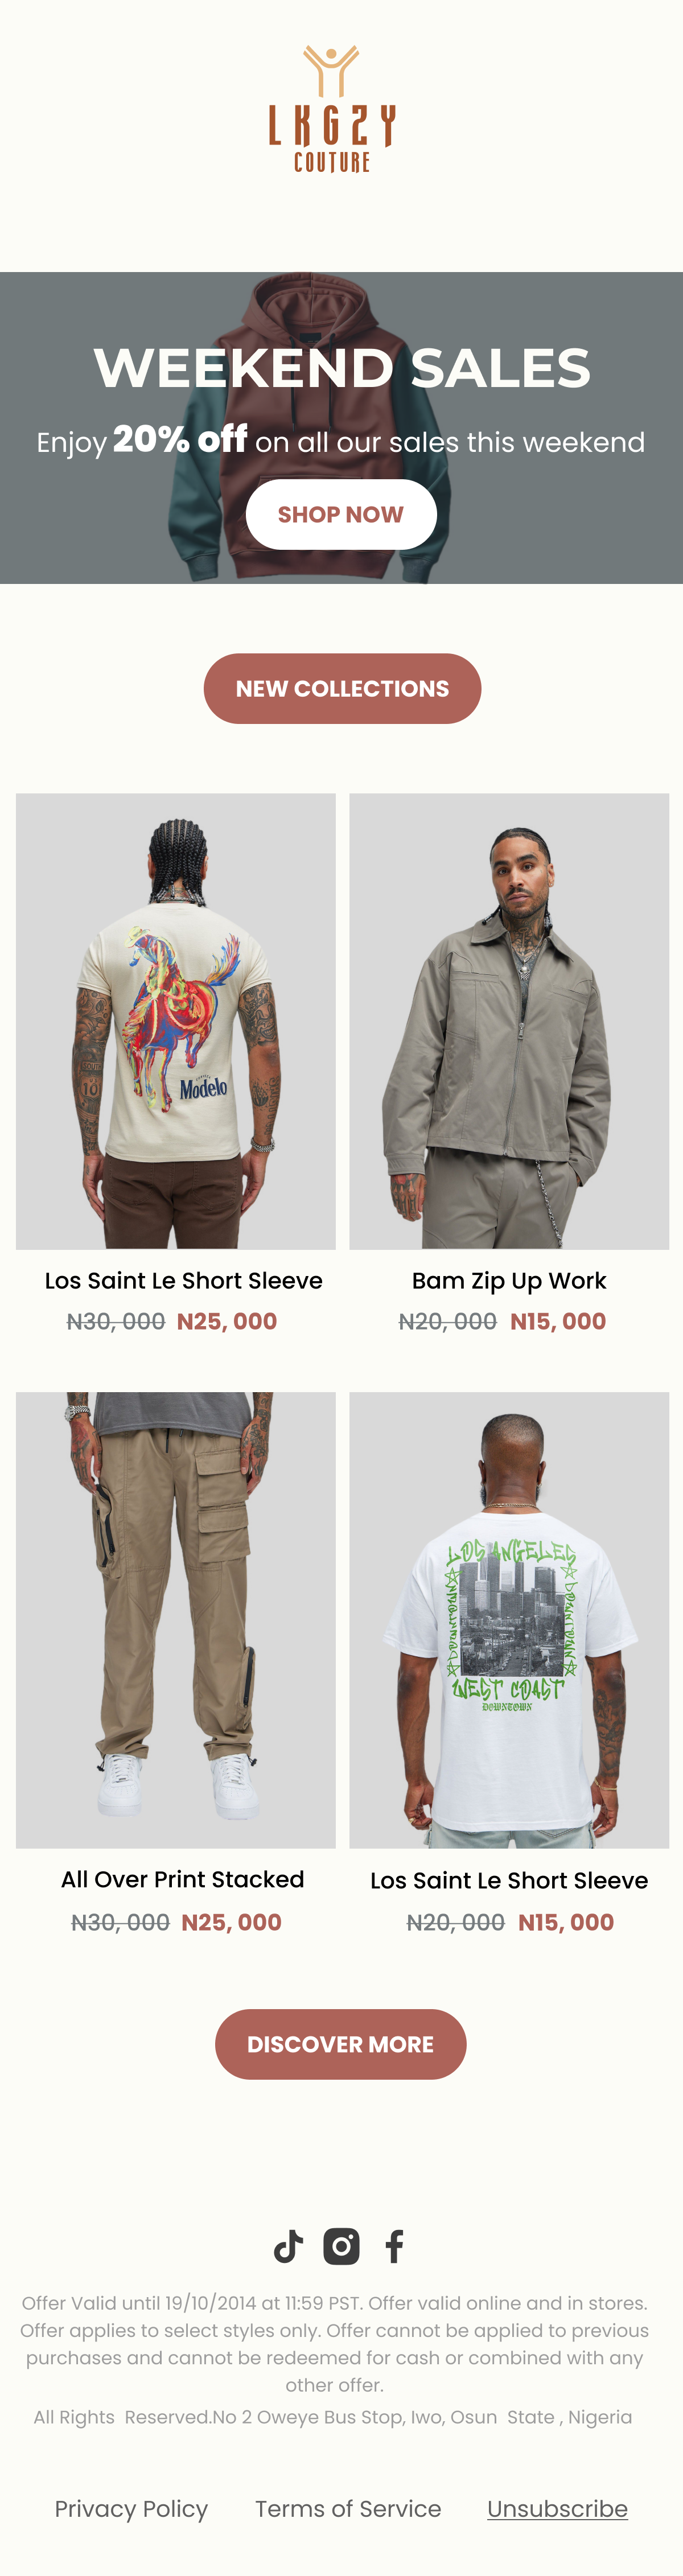 LKGZY
COUTURE
WEEKEND SALES
Enjoy 20% off on all our sales this weekend
SHOP NOW
NEW COLLECTIONS
Modelo
Los Saint Le Short Sleeve
N30, 000 N25, 000
Bam Zip Up Work
N20, 000 N15, 000
LOS ANGELES
DOWNTOWN
DOWNTOWN
WEST COAST
DOWNTOWN
All Over Print Stacked
N30, 000 N25, 000
Los Saint Le Short Sleeve
N20, 000 N15, 000
DISCOVER MORE
Offer Valid until 19/10/2014 at 11:59 PST. Offer valid online and in stores.
Offer applies to select styles only. Offer cannot be applied to previous
purchases and cannot be redeemed for cash or combined with any
other offer.
All Rights Reserved.No 2 Oweye Bus Stop, Iwo, Osun State , Nigeria
Privacy Policy Terms of Service Unsubscribe